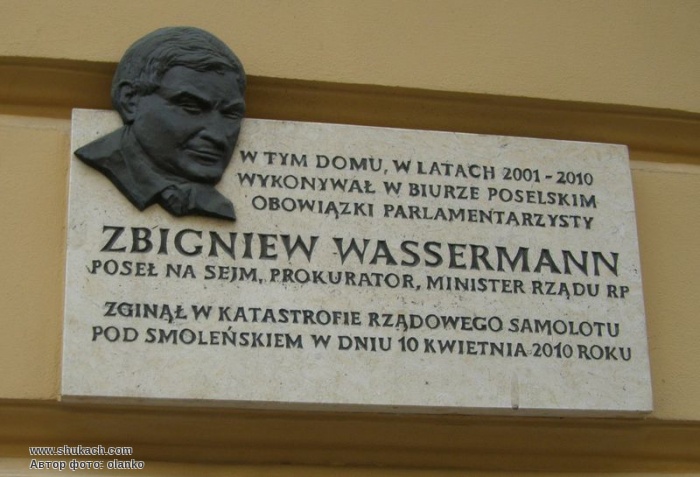 W TYM DOMU, W LATACH 2001-2010
WYKONYWAŁ W BIURZE POSELSKIM
OBOWIĄZKI PARLAMENTARZYSTY
ZBIGNIEW WASSERMANN
POSEŁ NA SEJM, PROKURATOR, MINISTER RZĄDU RP
ZGINĄŁ W KATASTROFIE RZĄDOWEGO SAMOLOTU
POD SMOLEŃSKIEM W DNIU 10 KWIETNIA 2010 ROKU
www.shukach.com
Автор фото: olanko